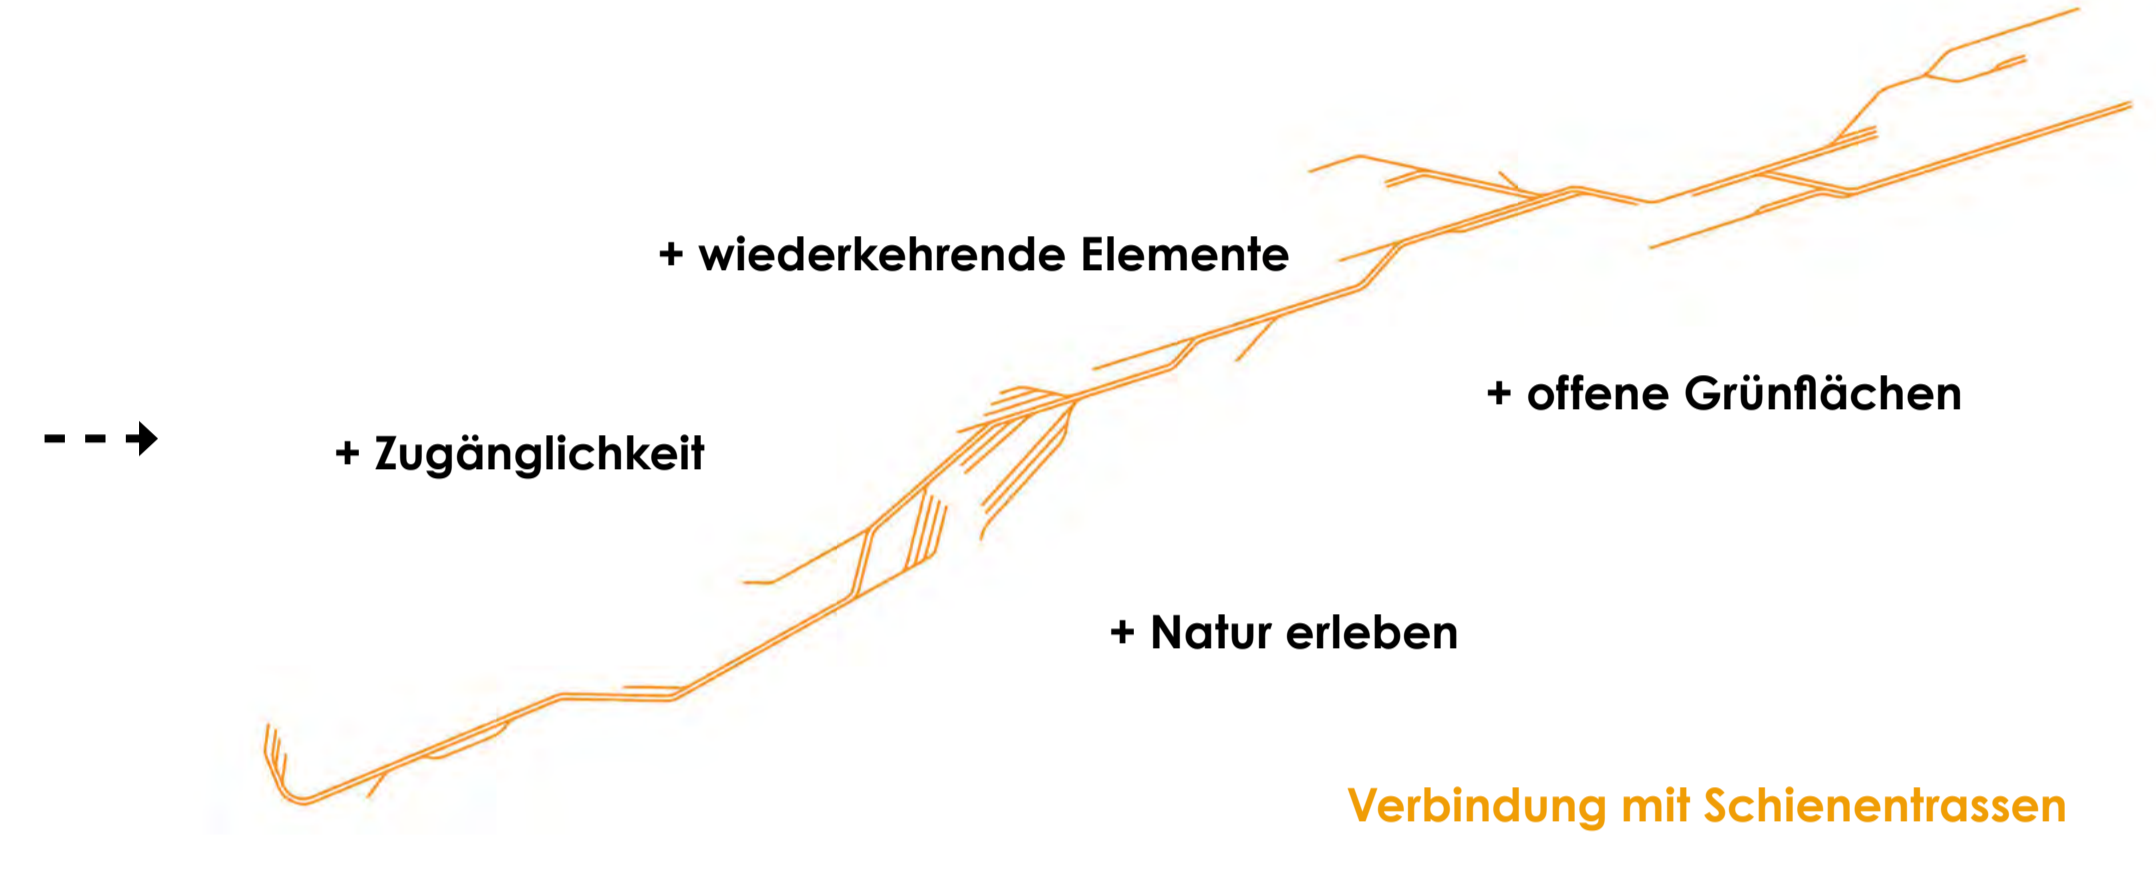 + wiederkehrende Elemente
+ offene Grünflächen
+ Zugänglichkeit
+ Natur erleben
Verbindung mit Schienentrassen